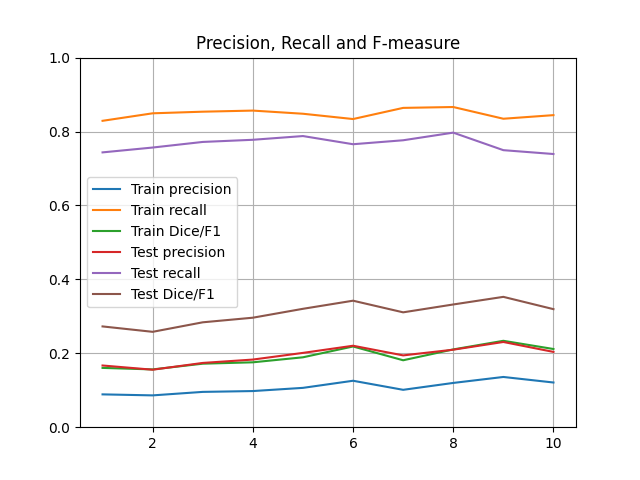 Precision, Recall and F-measure
1.0
0.8
0.6
0.4
0.2
0.0
Train precision
Train recall
Train Dice/F1
Test precision
Test recall
Test Dice/F1
2 4 6 8 10